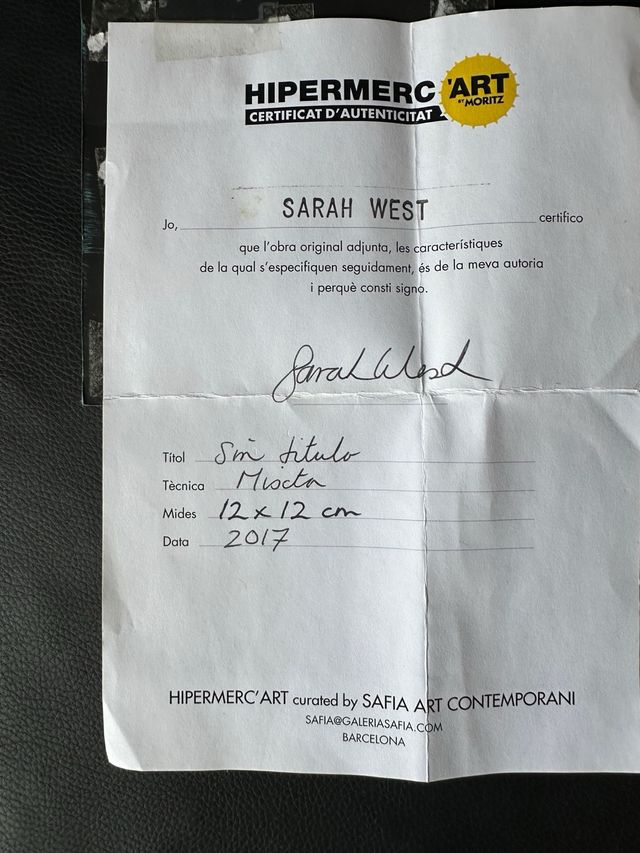 HIPERMERC'ART
BY MORITZ
CERTIFICAT D'AUTENTICITAT
SARAH WEST
Jo, certifico
que l'obra original adjunta, les característiques
de la qual s'especifiquen seguidament, és de la meva autoria
i perquè consti signo.
Sarah West
Títol Sin titulo
Tècnica Mixta
Mides 12 x 12 cm
Data 2017
HIPERMERC'ART curated by SAFIA ART CONTEMPORANI
SAFIA@GALERIASAFIA.COM
BARCELONA